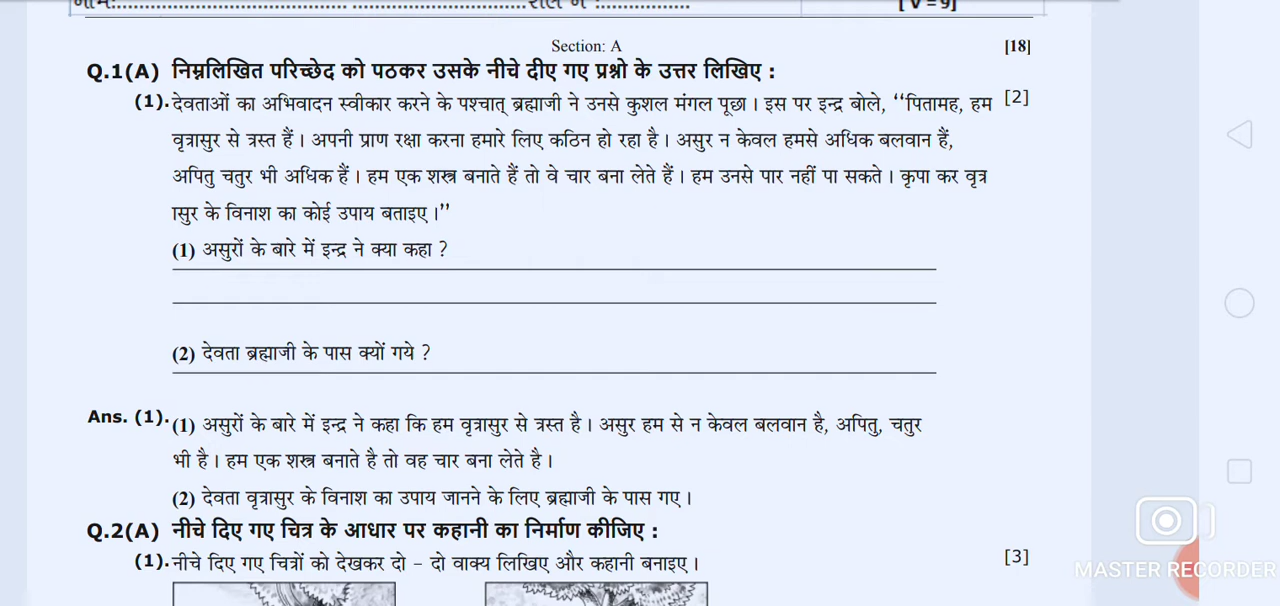 Section: A [18]
Q.1(A) निम्नलिखित परिच्छेद को पठकर उसके नीचे दीए गए प्रश्नो के उत्तर लिखिए :
(1). देवताओं का अभिवादन स्वीकार करने के पश्चात् ब्रह्माजी ने उनसे कुशल मंगल पूछा । इस पर इन्द्र बोले, ‘‘पितामह, हम [2]
वृत्रासुर से त्रस्त हैं । अपनी प्राण रक्षा करना हमारे लिए कठिन हो रहा है । असुर न केवल हमसे अधिक बलवान हैं,
अपितु चतुर भी अधिक हैं । हम एक शस्त्र बनाते हैं तो वे चार बना लेते हैं । हम उनसे पार नहीं पा सकते । कृपा कर वृत्र
ासुर के विनाश का कोई उपाय बताइए ।’’
(1) असुरों के बारे में इन्द्र ने क्या कहा ?
(2) देवता ब्रह्माजी के पास क्यों गये ?
Ans. (1). (1) असुरों के बारे में इन्द्र ने कहा कि हम वृत्रासुर से त्रस्त है । असुर हम से न केवल बलवान है, अपितु, चतुर
भी है । हम एक शस्त्र बनाते है तो वह चार बना लेते है ।
(2) देवता वृत्रासुर के विनाश का उपाय जानने के लिए ब्रह्माजी के पास गए ।
Q.2(A) नीचे दिए गए चित्र के आधार पर कहानी का निर्माण कीजिए :
(1). नीचे दिए गए चित्रों को देखकर दो – दो वाक्य लिखिए और कहानी बनाइए । [3]
MASTER RECORDER